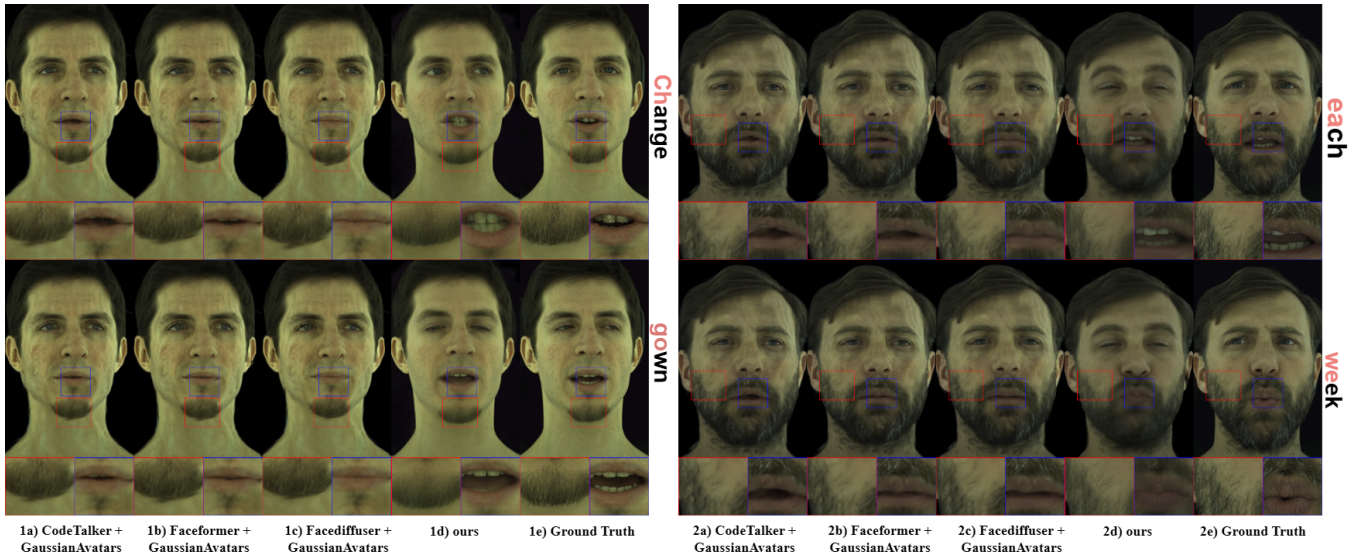 Change
each
gown
week
1a) CodeTalker + GaussianAvatars
1b) Faceformer + GaussianAvatars
1c) Facediffuser + GaussianAvatars
1d) ours
1e) Ground Truth
2a) CodeTalker + GaussianAvatars
2b) Faceformer + GaussianAvatars
2c) Facediffuser + GaussianAvatars
2d) ours
2e) Ground Truth